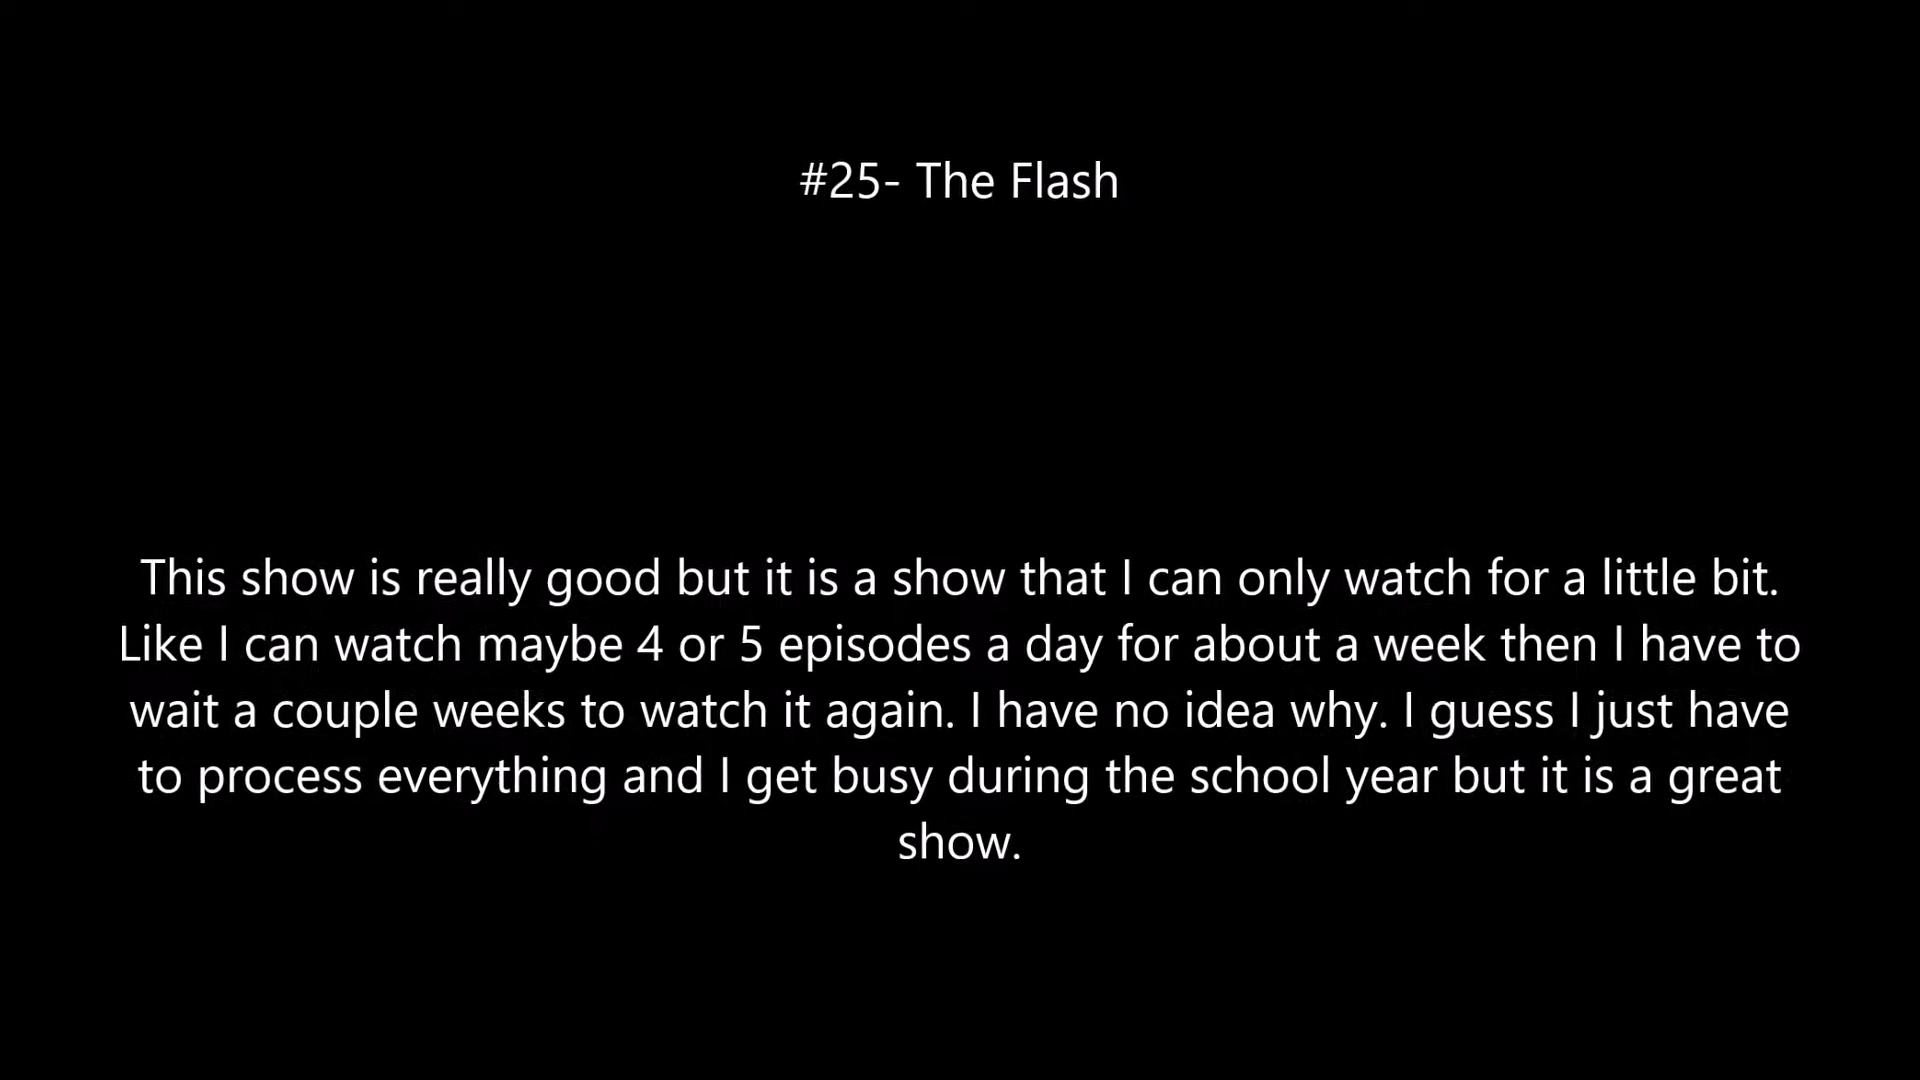 #25- The Flash
This show is really good but it is a show that I can only watch for a little bit.
Like I can watch maybe 4 or 5 episodes a day for about a week then I have to
wait a couple weeks to watch it again. I have no idea why. I guess I just have
to process everything and I get busy during the school year but it is a great
show.